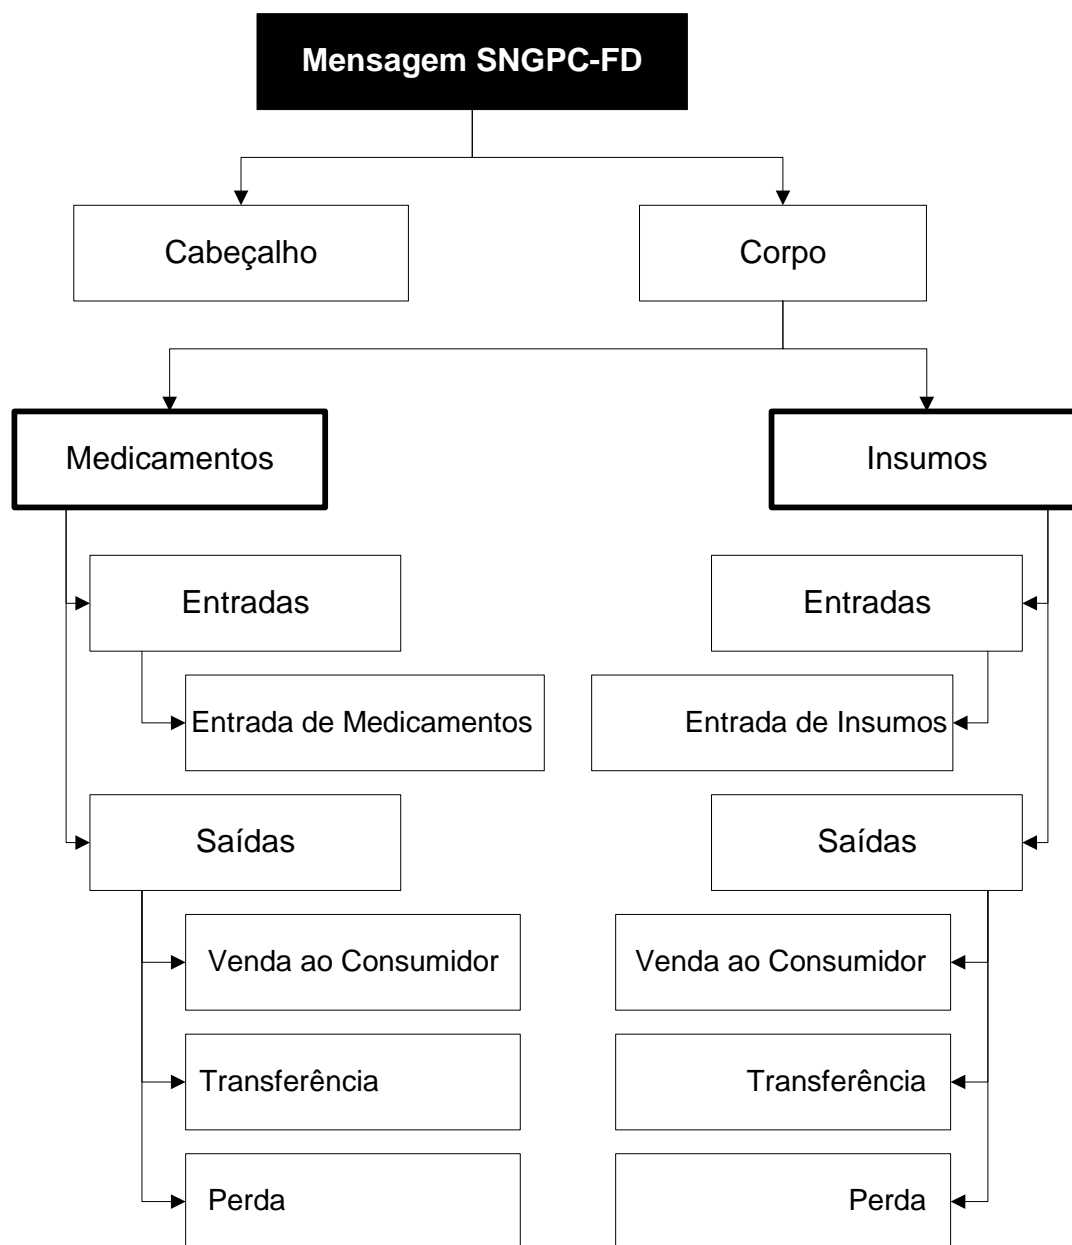 Mensagem SNGPC-FD
Cabeçalho
Corpo
Medicamentos
Insumos
Entradas
Entradas
Entrada de Medicamentos
Entrada de Insumos
Saídas
Saídas
Venda ao Consumidor
Venda ao Consumidor
Transferência
Transferência
Perda
Perda